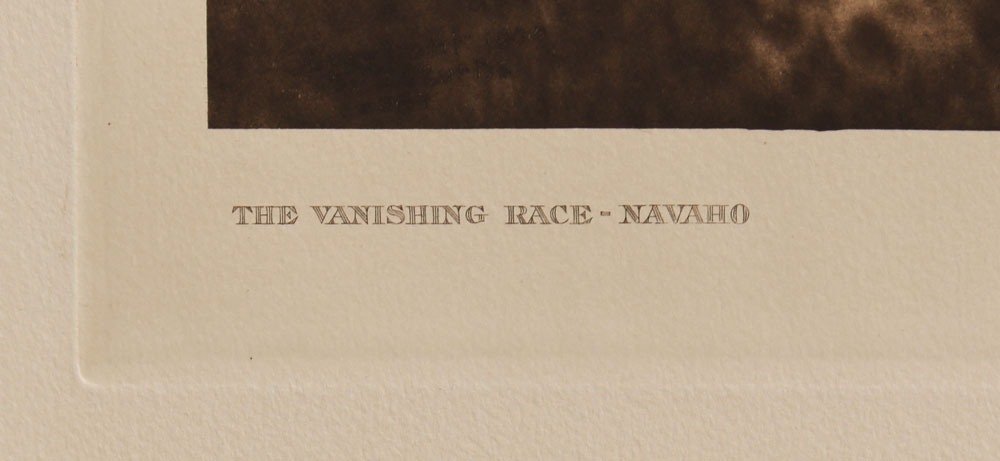 THE VANISHING RACE - NAVAHO